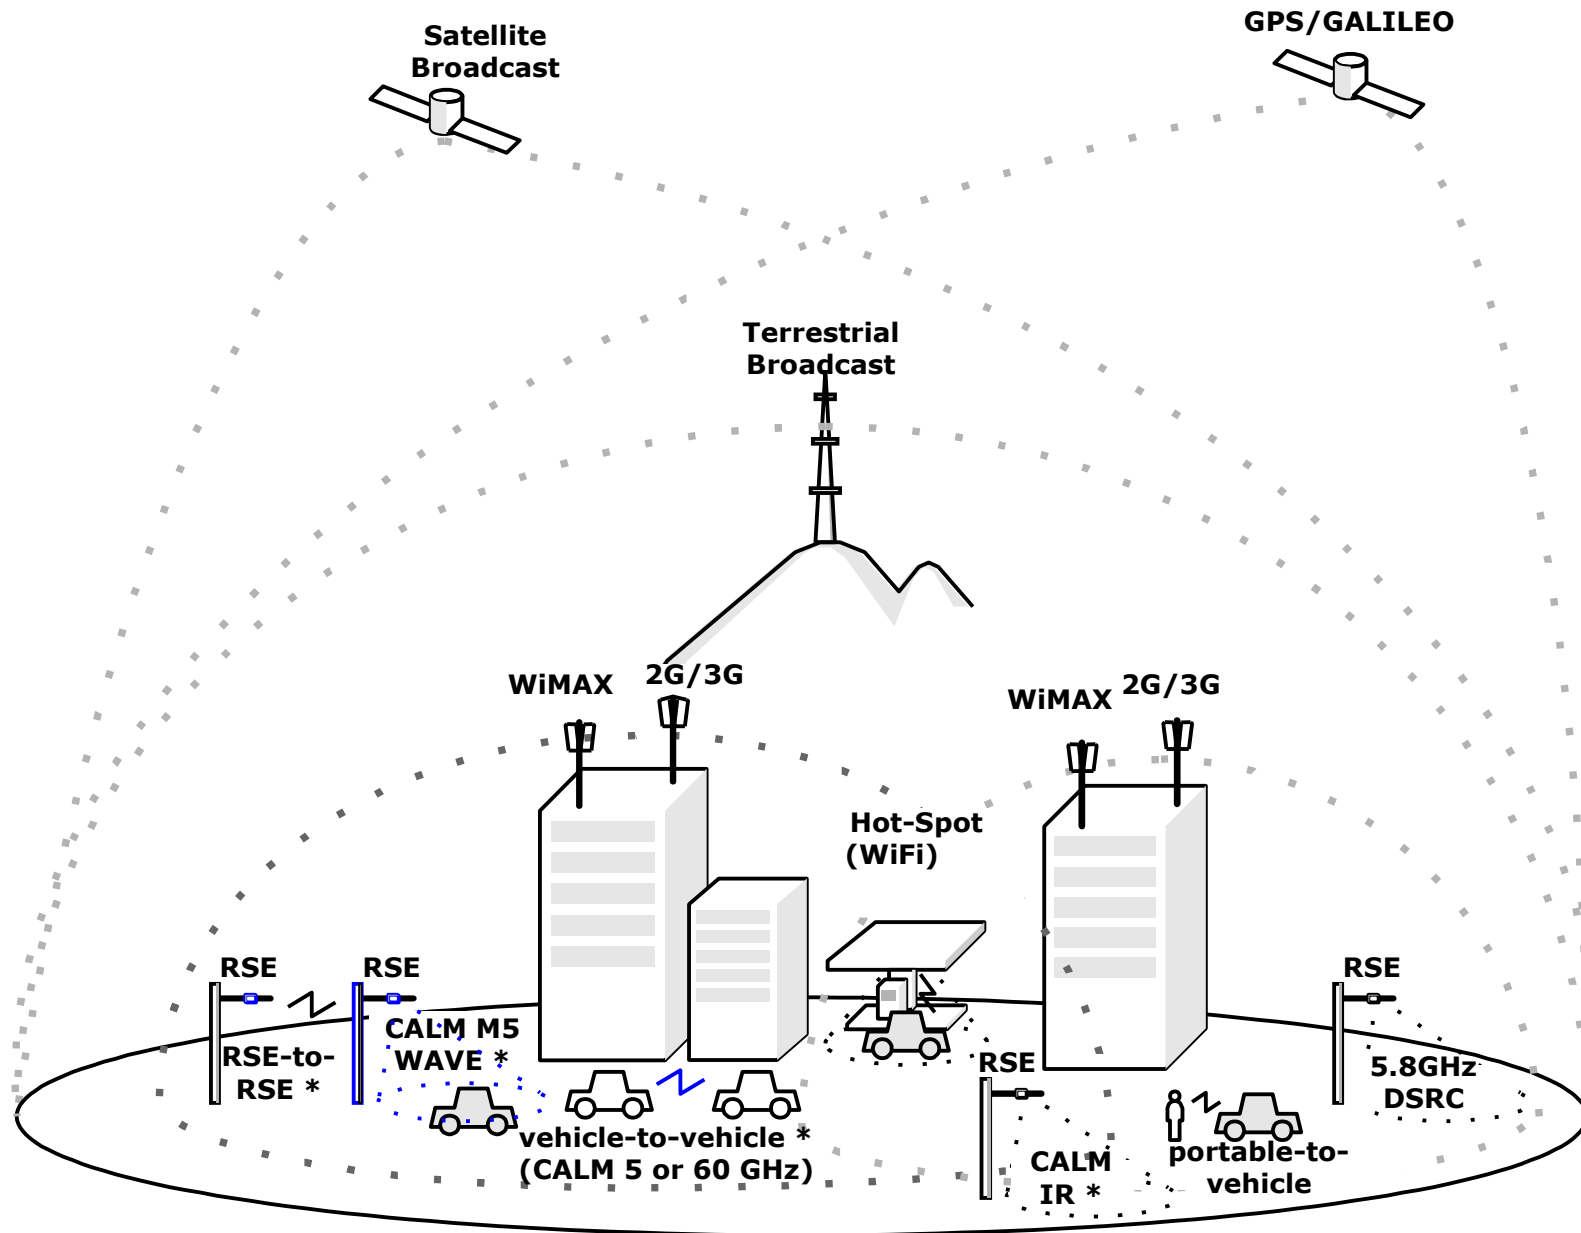 GPS/GALILEO
Satellite
Broadcast
Terrestrial
Broadcast
WiMAX
2G/3G
WiMAX
2G/3G
Hot-Spot
(WiFi)
RSE
RSE
RSE
RSE-to-
RSE *
CALM M5
WAVE *
RSE
5.8GHz
DSRC
vehicle-to-vehicle *
(CALM 5 or 60 GHz)
CALM
IR *
portable-to-
vehicle